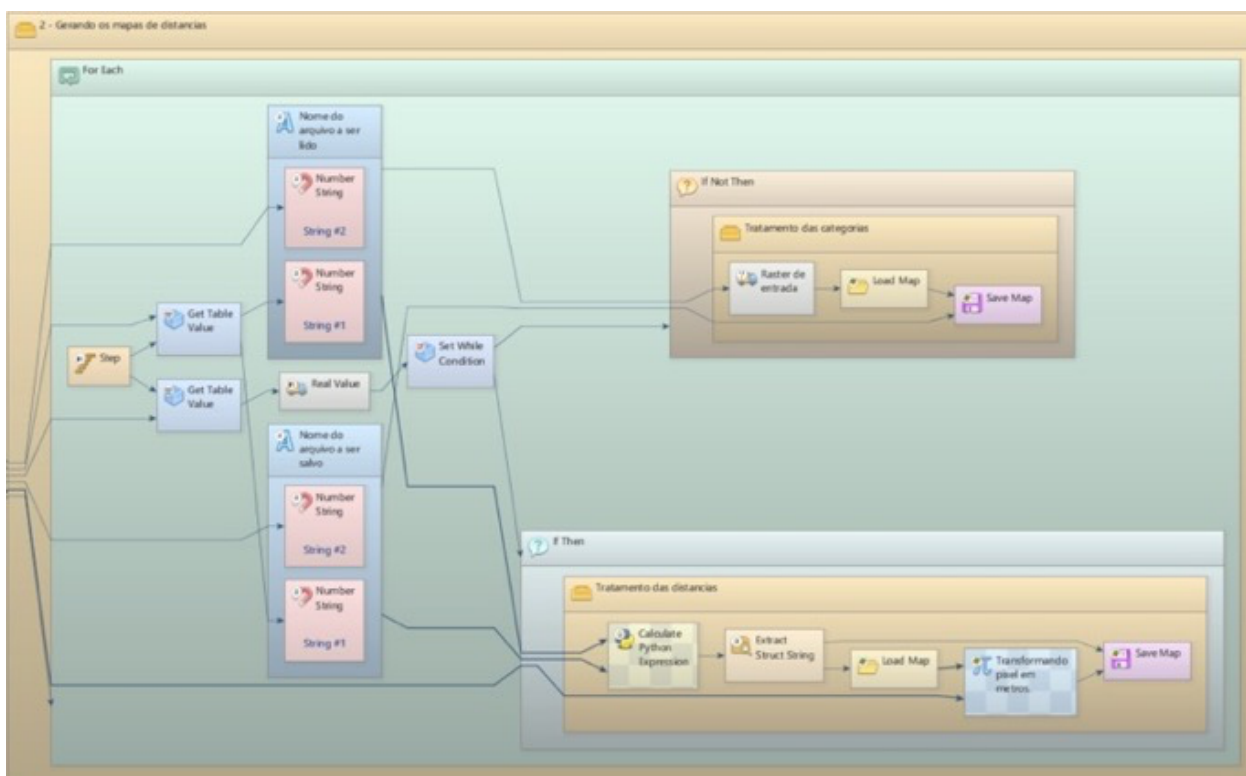 2 - Gerando os mapas de distancias
For Each
Nome do
arquivo a ser
lido
Number
String
String #2
Number
String
String #1
Get Table
Value
Step
Get Table
Value
Real Value
Set While
Condition
Nome do
arquivo a ser
salvo
Number
String
String #2
Number
String
String #1
If Not Then
Tratamento das categorias
Raster de
entrada
Load Map
Save Map
If Then
Tratamento das distancias
Calculate
Python
Expression
Extract
Struct String
Load Map
Transformando
pixel em
metros.
Save Map